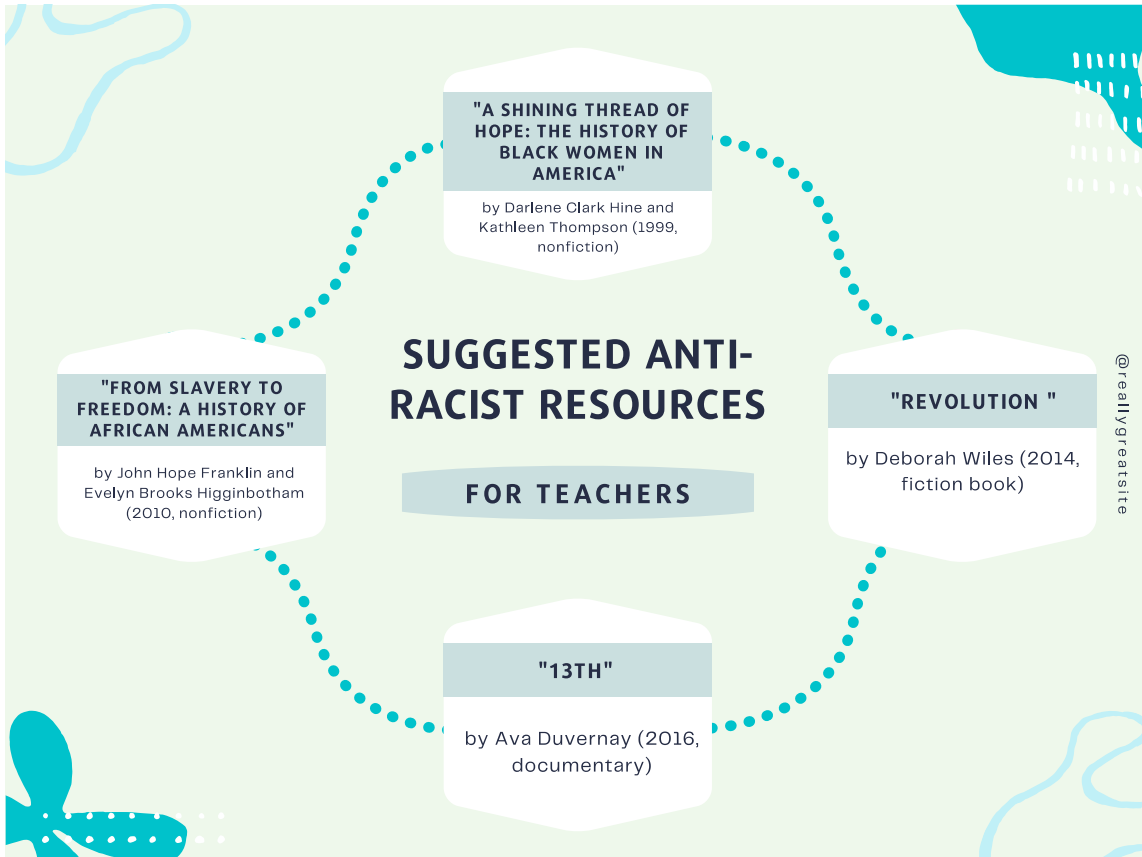 "A SHINING THREAD OF
HOPE: THE HISTORY OF
BLACK WOMEN IN
AMERICA"
by Darlene Clark Hine and
Kathleen Thompson (1999,
nonfiction)
SUGGESTED ANTI-
RACIST RESOURCES
FOR TEACHERS
"FROM SLAVERY TO
FREEDOM: A HISTORY OF
AFRICAN AMERICANS"
by John Hope Franklin and
Evelyn Brooks Higginbotham
(2010, nonfiction)
"REVOLUTION "
by Deborah Wiles (2014,
fiction book)
@reallygreatsite
"13TH"
by Ava Duvernay (2016,
documentary)